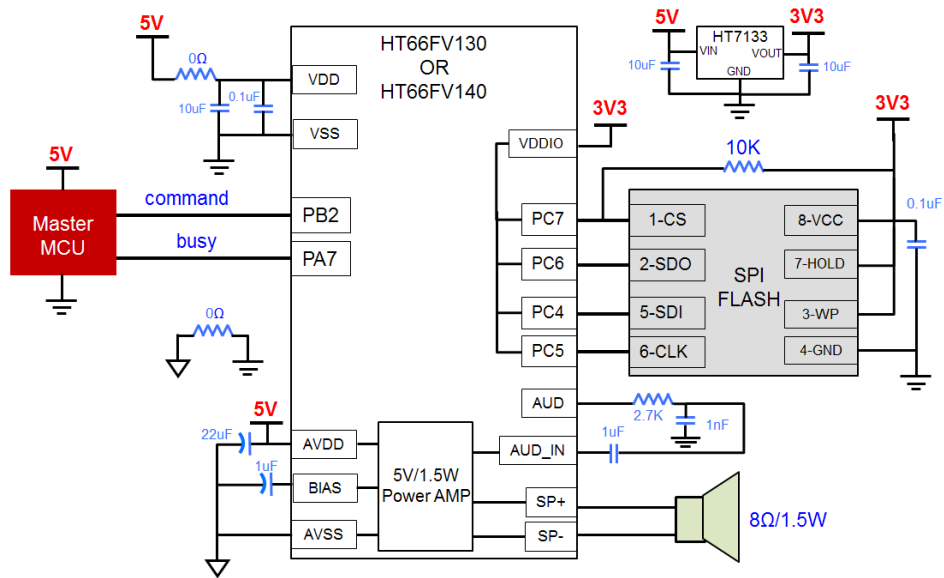 5V
0Ω
10uF
0.1uF
VDD
VSS
HT66FV130
OR
HT66FV140
5V
HT7133
3V3
VIN
VOUT
GND
10uF
10uF
3V3
VDDIO
3V3
10K
5V
Master
MCU
command
busy
PB2
PA7
PC7
PC6
PC4
PC5
1-CS
2-SDO
5-SDI
6-CLK
SPI
FLASH
8-VCC
7-HOLD
3-WP
4-GND
0.1uF
0Ω
AUD
2.7K
1nF
1uF
AUD_IN
5V
22uF
1uF
AVDD
BIAS
AVSS
5V/1.5W
Power AMP
SP+
SP-
8Ω/1.5W